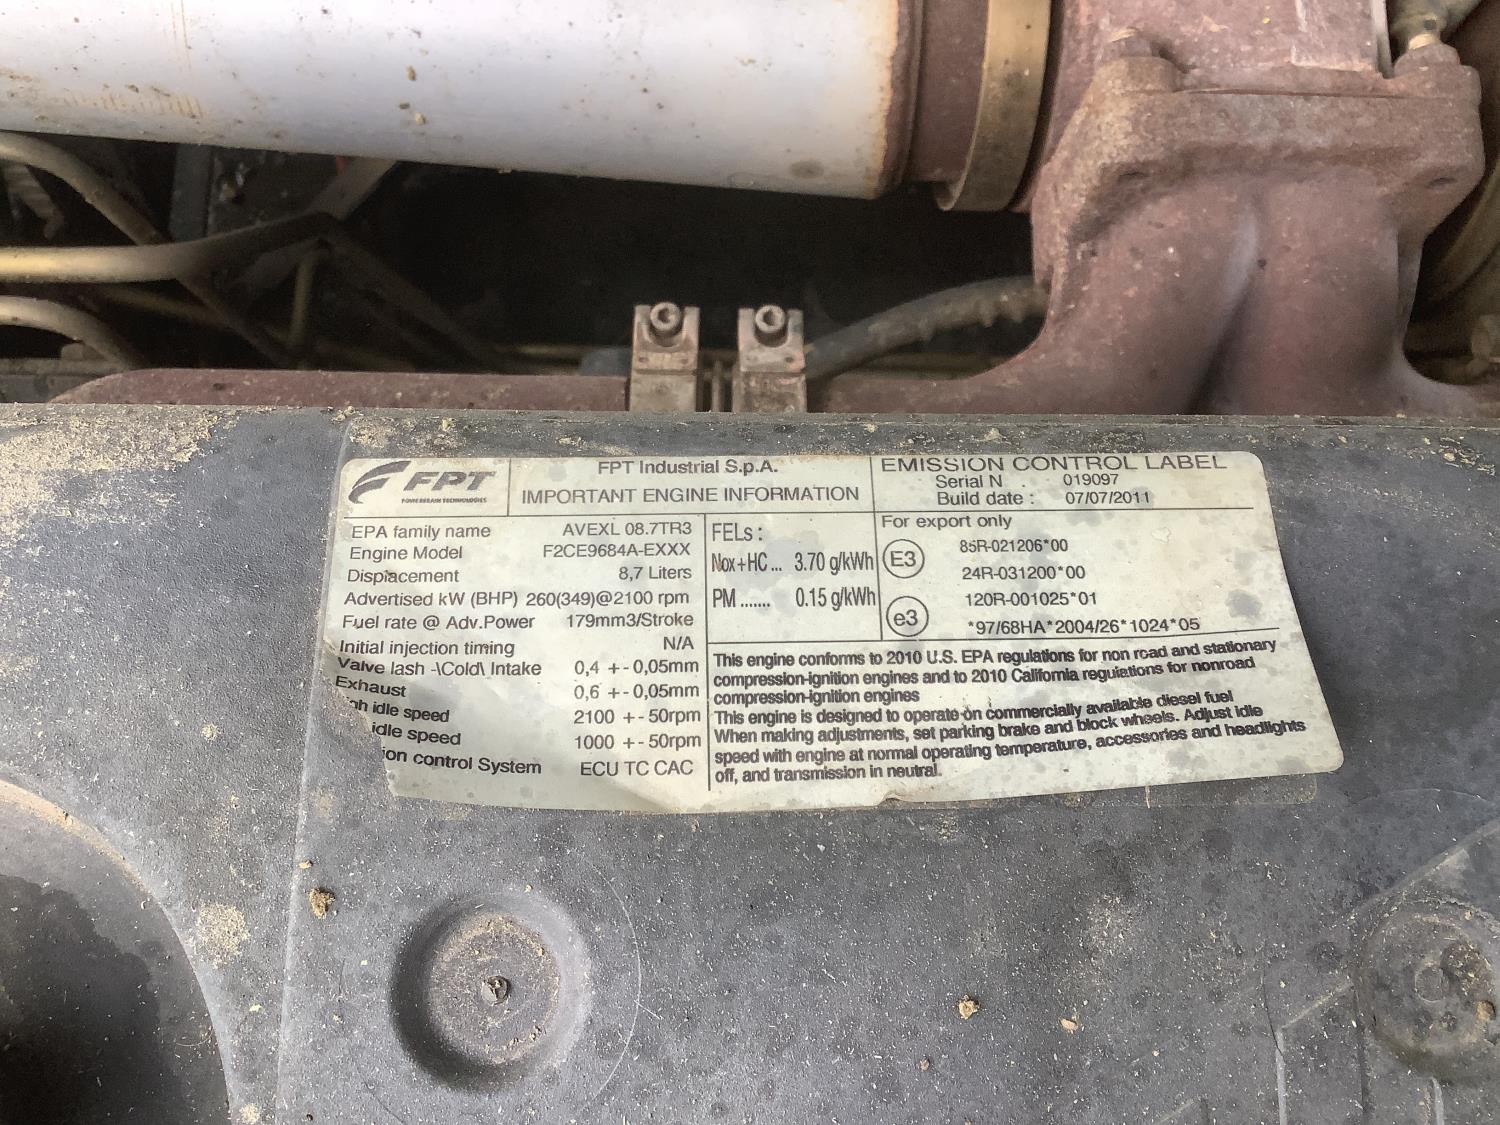 FPT
POWERTRAIN TECHNOLOGIES
FPT Industrial S.p.A.
IMPORTANT ENGINE INFORMATION
EMISSION CONTROL LABEL
Serial N . 019097
Build date : 07/07/2011
EPA family name AVEXL 08.7TR3
Engine Model F2CE9684A-EXXX
Displacement 8,7 Liters
Advertised kW (BHP) 260(349)@2100 rpm
Fuel rate @ Adv.Power 179mm3/Stroke
Initial injection timing N/A
Valve lash -\Cold\ Intake 0,4 +-0,05mm
Exhaust 0,6 +-0,05mm
gh idle speed 2100 +-50rpm
idle speed 1000 +-50rpm
ion control System ECU TC CAC
FELs :
Nox+HC ... 3.70 g/kWh
PM ....... 0.15 g/kWh
For export only
E3 85R-021206*00
24R-031200*00
120R-001025*01
e3 *97/68HA*2004/26*1024*05
This engine conforms to 2010 U.S. EPA regulations for non road and stationary
compression-ignition engines and to 2010 California regulations for nonroad
compression-ignition engines
This engine is designed to operate on commercially available diesel fuel
When making adjustments, set parking brake and block wheels. Adjust idle
speed with engine at normal operating temperature, accessories and headlights
off, and transmission in neutral.